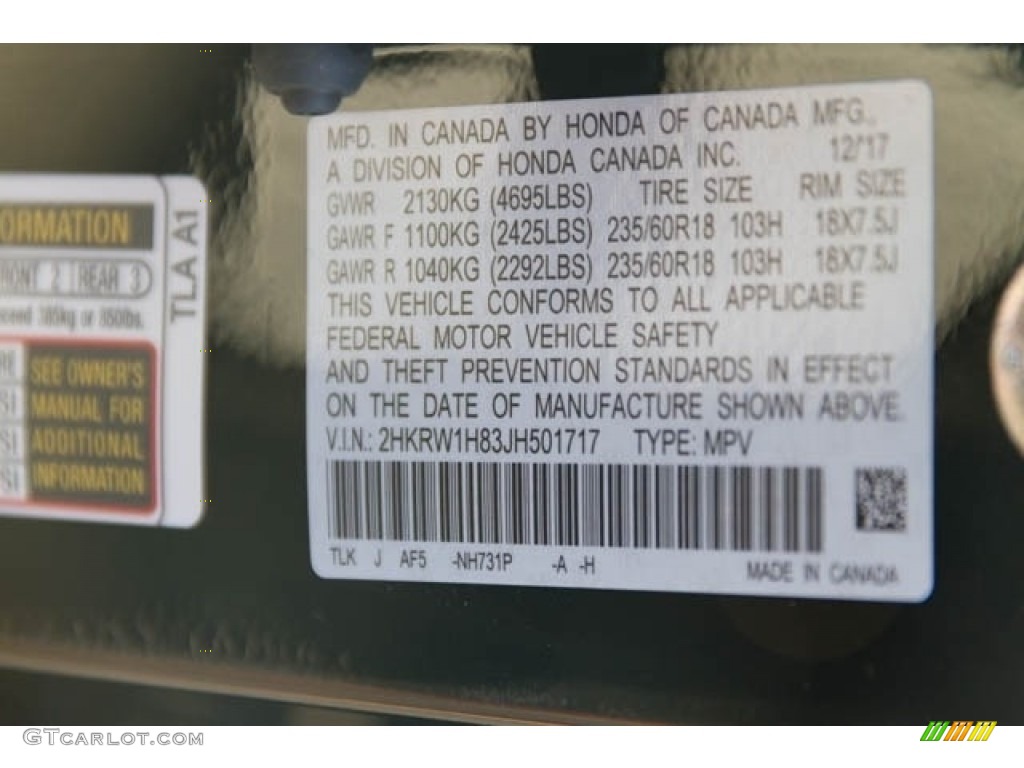 MFD. IN CANADA BY HONDA OF CANADA MFG.,
A DIVISION OF HONDA CANADA INC. 12/17
GVWR 2130KG (4695LBS) TIRE SIZE RIM SIZE
GAWR F 1100KG (2425LBS) 235/60R18 103H 18X7.5J
GAWR R 1040KG (2292LBS) 235/60R18 103H 18X7.5J
THIS VEHICLE CONFORMS TO ALL APPLICABLE
FEDERAL MOTOR VEHICLE SAFETY
AND THEFT PREVENTION STANDARDS IN EFFECT
ON THE DATE OF MANUFACTURE SHOWN ABOVE.
V.I.N.: 2HKRW1H83JH501717 TYPE: MPV
TLK J AF5 -NH731P -A -H
MADE IN CANADA
ORMATION
RONT 2 REAR 3
xceed 385kg or 850lbs.
SEE OWNER'S
MANUAL FOR
ADDITIONAL
INFORMATION
TLA A1
GTcarlot.com